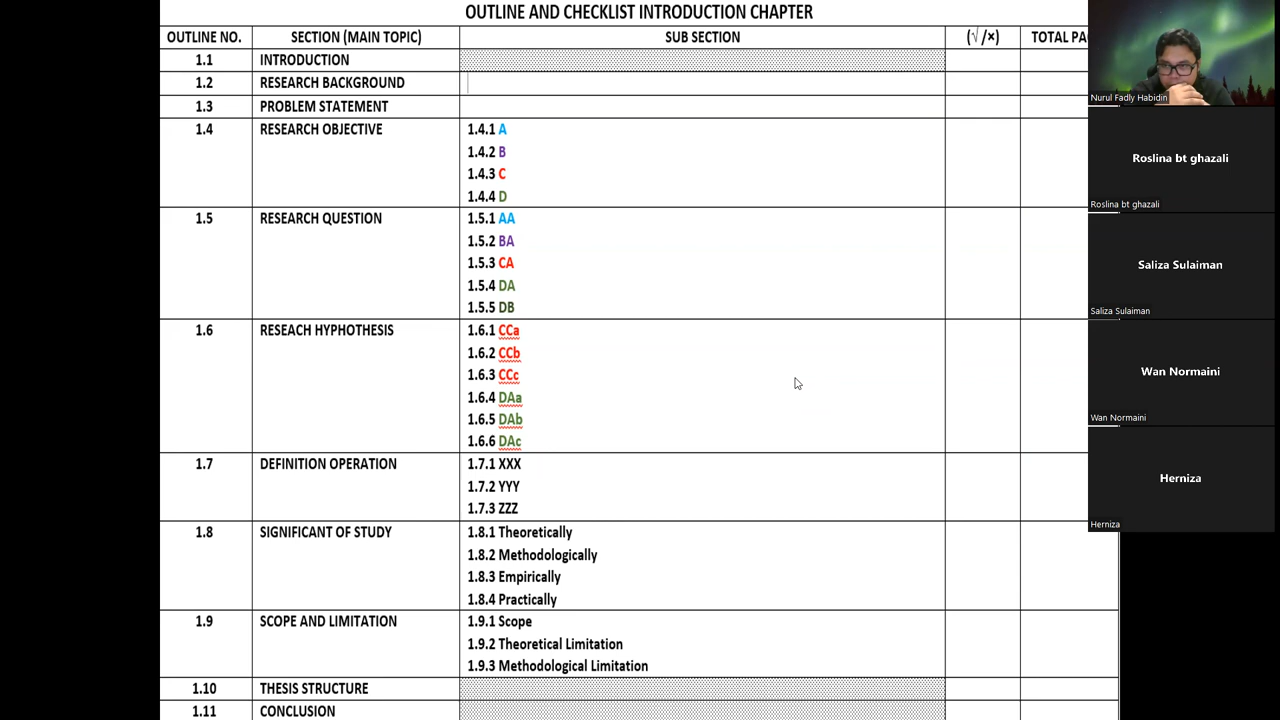 OUTLINE AND CHECKLIST INTRODUCTION CHAPTER
OUTLINE NO. SECTION (MAIN TOPIC) SUB SECTION (√ /×) TOTAL PA
1.1 INTRODUCTION
1.2 RESEARCH BACKGROUND
1.3 PROBLEM STATEMENT
1.4 RESEARCH OBJECTIVE 1.4.1 A
1.4.2 B
1.4.3 C
1.4.4 D
1.5 RESEARCH QUESTION 1.5.1 AA
1.5.2 BA
1.5.3 CA
1.5.4 DA
1.5.5 DB
1.6 RESEACH HYPHOTHESIS 1.6.1 CCa
1.6.2 CCb
1.6.3 CCc
1.6.4 DAa
1.6.5 DAb
1.6.6 DAc
1.7 DEFINITION OPERATION 1.7.1 XXX
1.7.2 YYY
1.7.3 ZZZ
1.8 SIGNIFICANT OF STUDY 1.8.1 Theoretically
1.8.2 Methodologically
1.8.3 Empirically
1.8.4 Practically
1.9 SCOPE AND LIMITATION 1.9.1 Scope
1.9.2 Theoretical Limitation
1.9.3 Methodological Limitation
1.10 THESIS STRUCTURE
1.11 CONCLUSION
Nurul Fadly Habidin
Roslina bt ghazali
Roslina bt ghazali
Saliza Sulaiman
Saliza Sulaiman
Wan Normaini
Wan Normaini
Herniza
Herniza